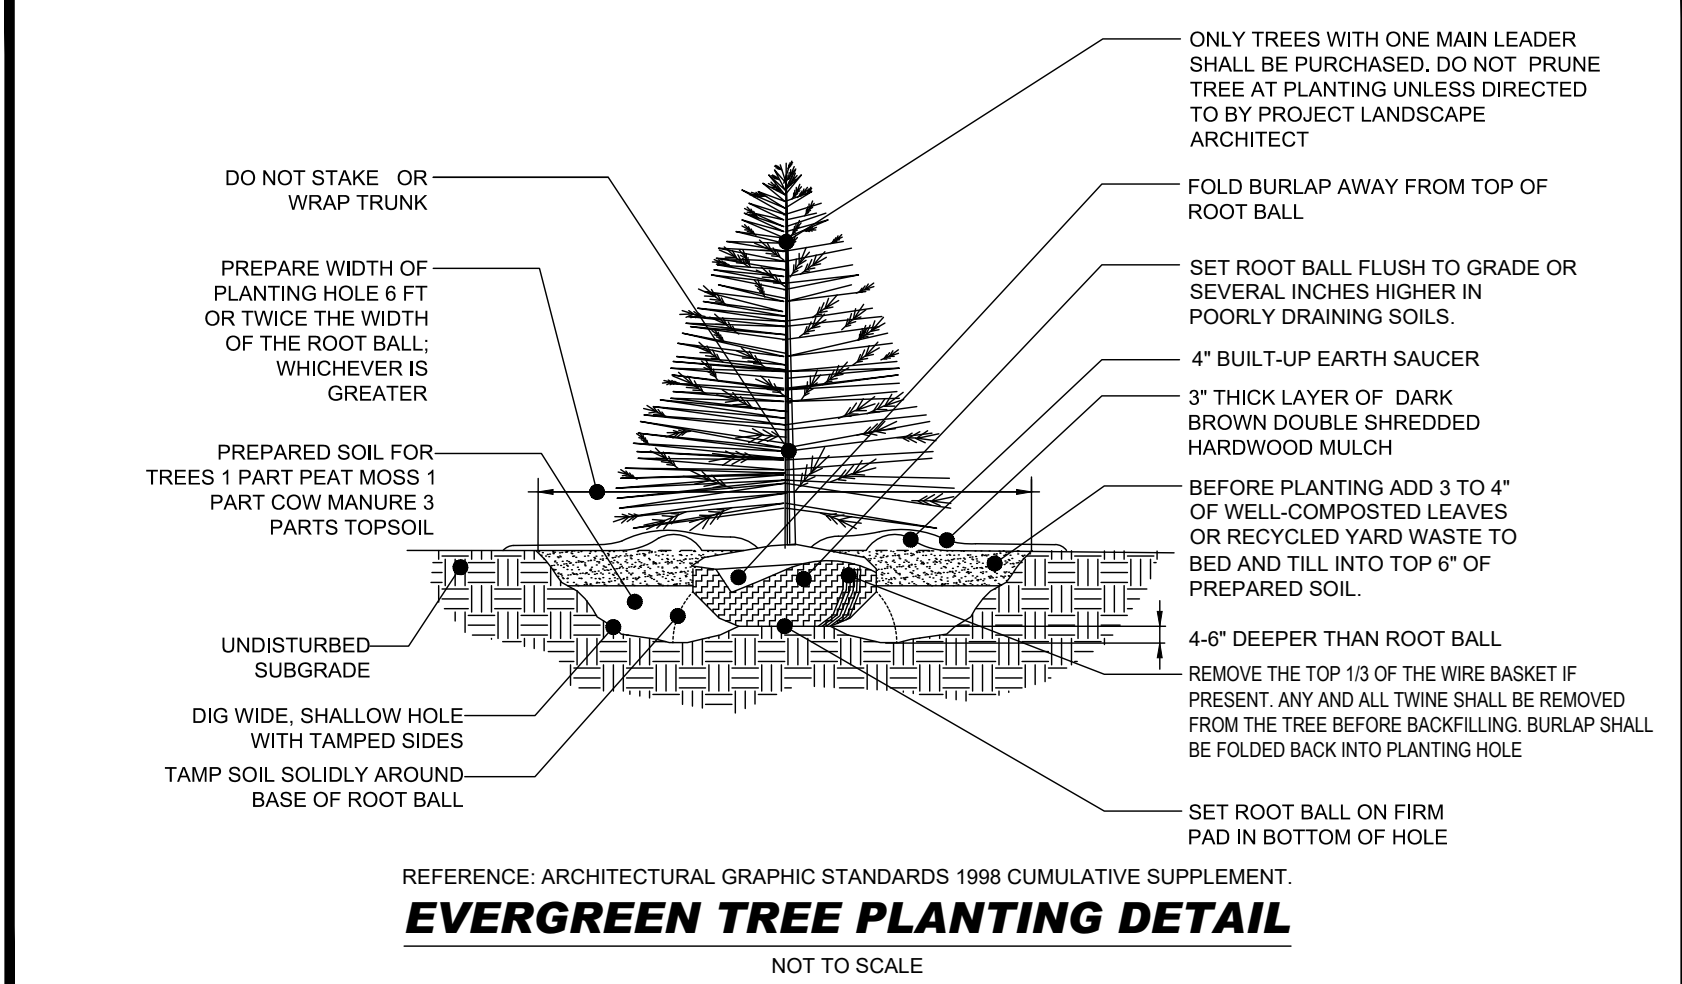 DO NOT STAKE OR
WRAP TRUNK
PREPARE WIDTH OF
PLANTING HOLE 6 FT
OR TWICE THE WIDTH
OF THE ROOT BALL;
WHICHEVER IS
GREATER
PREPARED SOIL FOR
TREES 1 PART PEAT MOSS 1
PART COW MANURE 3
PARTS TOPSOIL
UNDISTURBED
SUBGRADE
DIG WIDE, SHALLOW HOLE
WITH TAMPED SIDES
TAMP SOIL SOLIDLY AROUND
BASE OF ROOT BALL
ONLY TREES WITH ONE MAIN LEADER
SHALL BE PURCHASED. DO NOT PRUNE
TREE AT PLANTING UNLESS DIRECTED
TO BY PROJECT LANDSCAPE
ARCHITECT
FOLD BURLAP AWAY FROM TOP OF
ROOT BALL
SET ROOT BALL FLUSH TO GRADE OR
SEVERAL INCHES HIGHER IN
POORLY DRAINING SOILS.
4" BUILT-UP EARTH SAUCER
3" THICK LAYER OF DARK
BROWN DOUBLE SHREDDED
HARDWOOD MULCH
BEFORE PLANTING ADD 3 TO 4"
OF WELL-COMPOSTED LEAVES
OR RECYCLED YARD WASTE TO
BED AND TILL INTO TOP 6" OF
PREPARED SOIL.
4-6" DEEPER THAN ROOT BALL
REMOVE THE TOP 1/3 OF THE WIRE BASKET IF
PRESENT. ANY AND ALL TWINE SHALL BE REMOVED
FROM THE TREE BEFORE BACKFILLING. BURLAP SHALL
BE FOLDED BACK INTO PLANTING HOLE
SET ROOT BALL ON FIRM
PAD IN BOTTOM OF HOLE
REFERENCE: ARCHITECTURAL GRAPHIC STANDARDS 1998 CUMULATIVE SUPPLEMENT.
EVERGREEN TREE PLANTING DETAIL
NOT TO SCALE